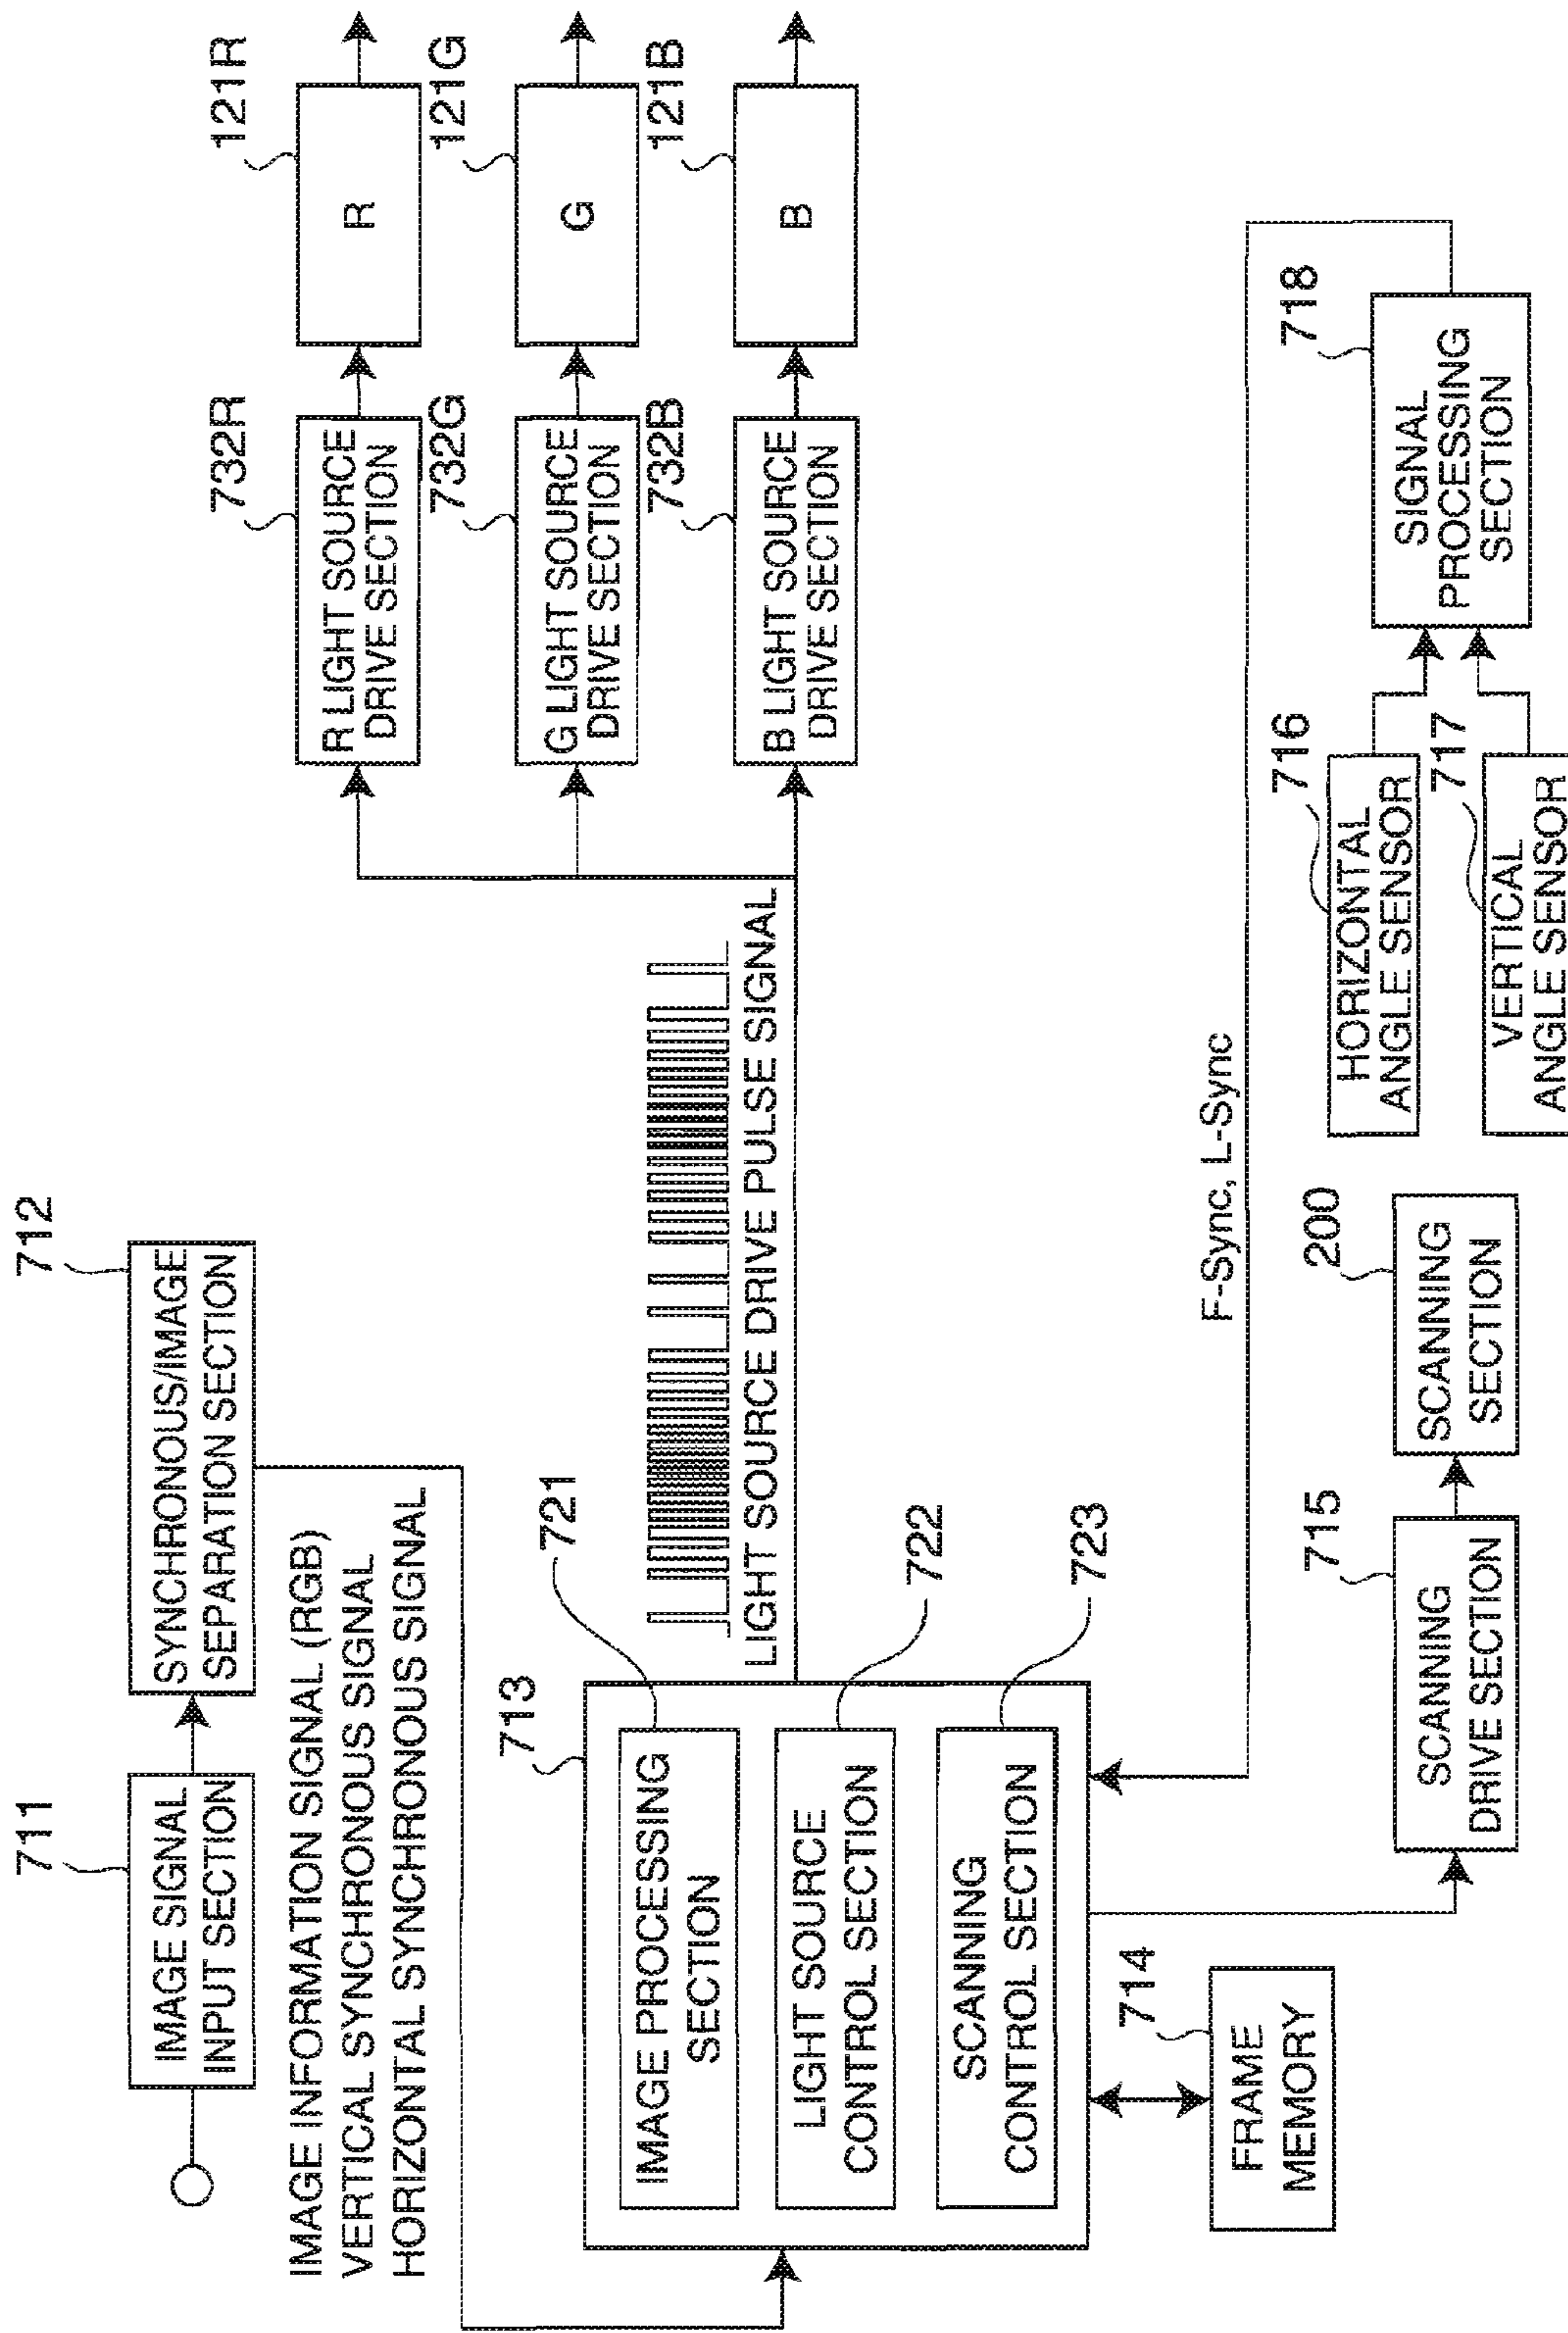 711
IMAGE SIGNAL
INPUT SECTION
712
SYNCHRONOUS/IMAGE
SEPARATION SECTION
IMAGE INFORMATION SIGNAL (RGB)
VERTICAL SYNCHRONOUS SIGNAL
HORIZONTAL SYNCHRONOUS SIGNAL
713
721
IMAGE PROCESSING
SECTION
722
LIGHT SOURCE
CONTROL SECTION
723
SCANNING
CONTROL SECTION
LIGHT SOURCE DRIVE PULSE SIGNAL
732R
R LIGHT SOURCE
DRIVE SECTION
121R
R
732G
G LIGHT SOURCE
DRIVE SECTION
121G
G
732B
B LIGHT SOURCE
DRIVE SECTION
121B
B
F-Sync, L-Sync
714
FRAME
MEMORY
715
SCANNING
DRIVE SECTION
200
SCANNING
SECTION
716
HORIZONTAL
ANGLE SENSOR
717
VERTICAL
ANGLE SENSOR
718
SIGNAL
PROCESSING
SECTION